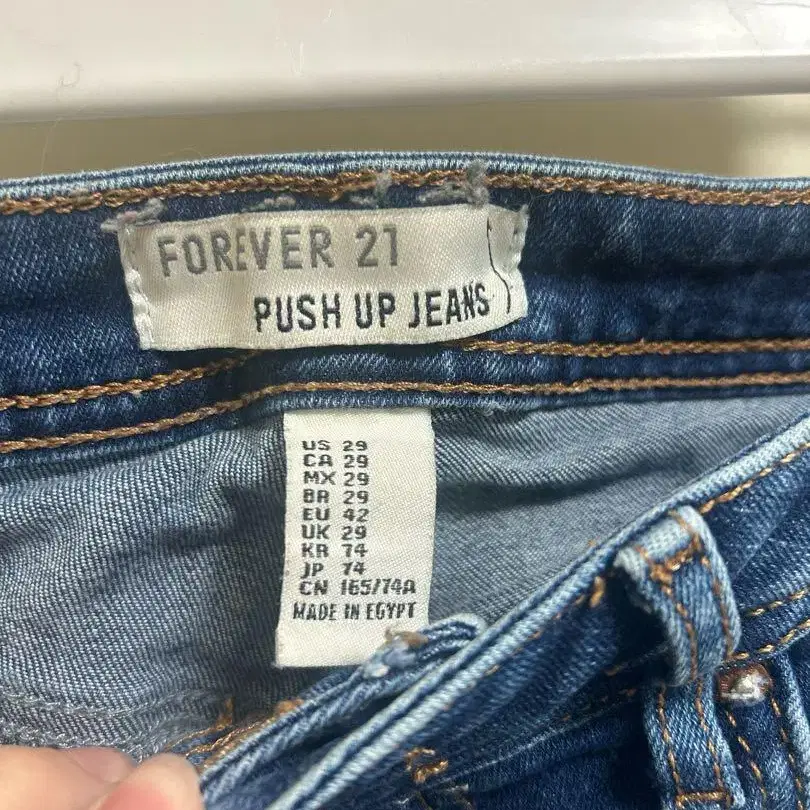 FOREVER 21
PUSH UP JEANS
US 29
CA 29
MX 29
BR 29
EU 42
UK 29
KR 74
JP 74
CN 165/74A
MADE IN EGYPT